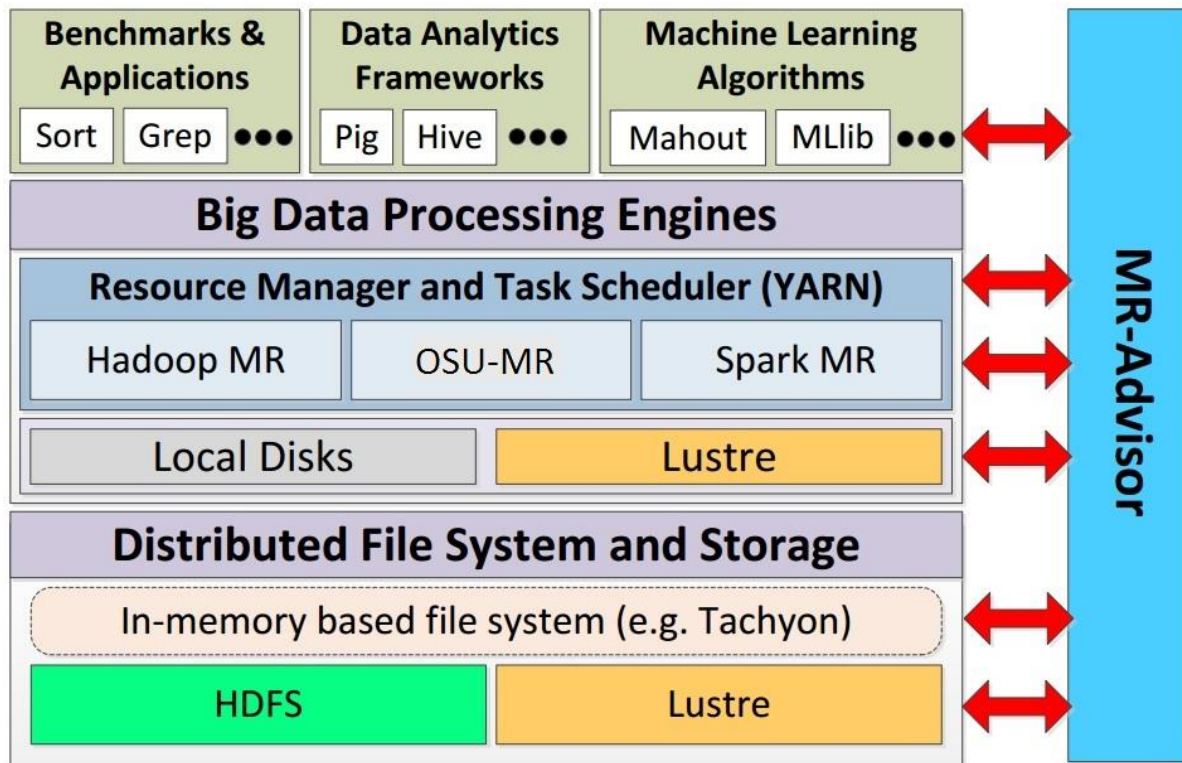 Benchmarks &
Applications
Sort
Grep
●●●
Data Analytics
Frameworks
Pig
Hive
●●●
Machine Learning
Algorithms
Mahout
MLlib
●●●
Big Data Processing Engines
Resource Manager and Task Scheduler (YARN)
Hadoop MR
OSU-MR
Spark MR
Local Disks
Lustre
Distributed File System and Storage
In-memory based file system (e.g. Tachyon)
HDFS
Lustre
MR-Advisor